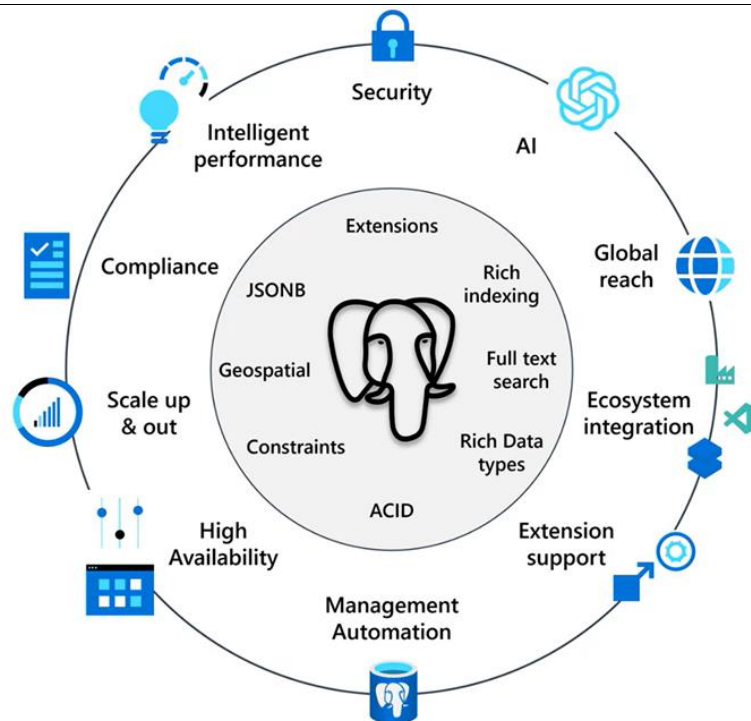 Security
AI
Intelligent
performance
Global
reach
Compliance
Scale up
& out
Ecosystem
integration
High
Availability
Extension
support
Management
Automation
Extensions
JSONB
Rich
indexing
Geospatial
Full text
search
Constraints
Rich Data
types
ACID